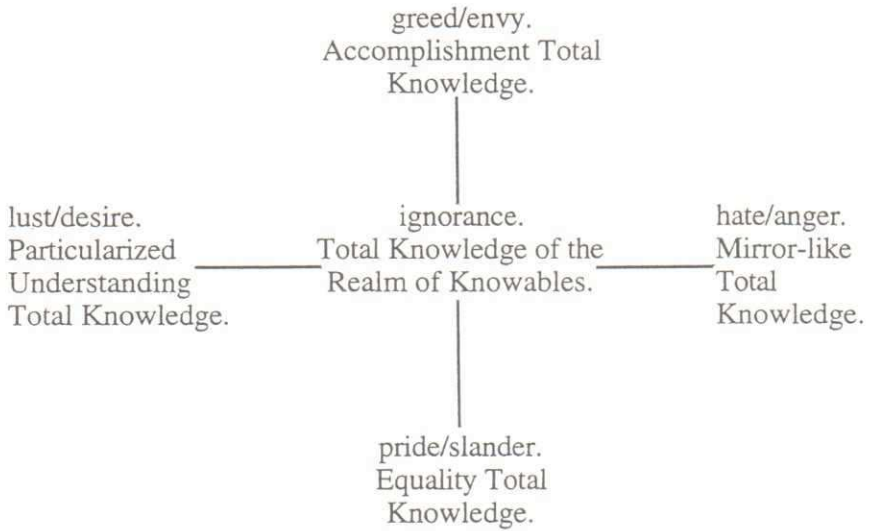 greed/envy.
Accomplishment Total
Knowledge.
lust/desire.
Particularized
Understanding
Total Knowledge.
ignorance.
Total Knowledge of the
Realm of Knowables.
hate/anger.
Mirror-like
Total
Knowledge.
pride/slander.
Equality Total
Knowledge.